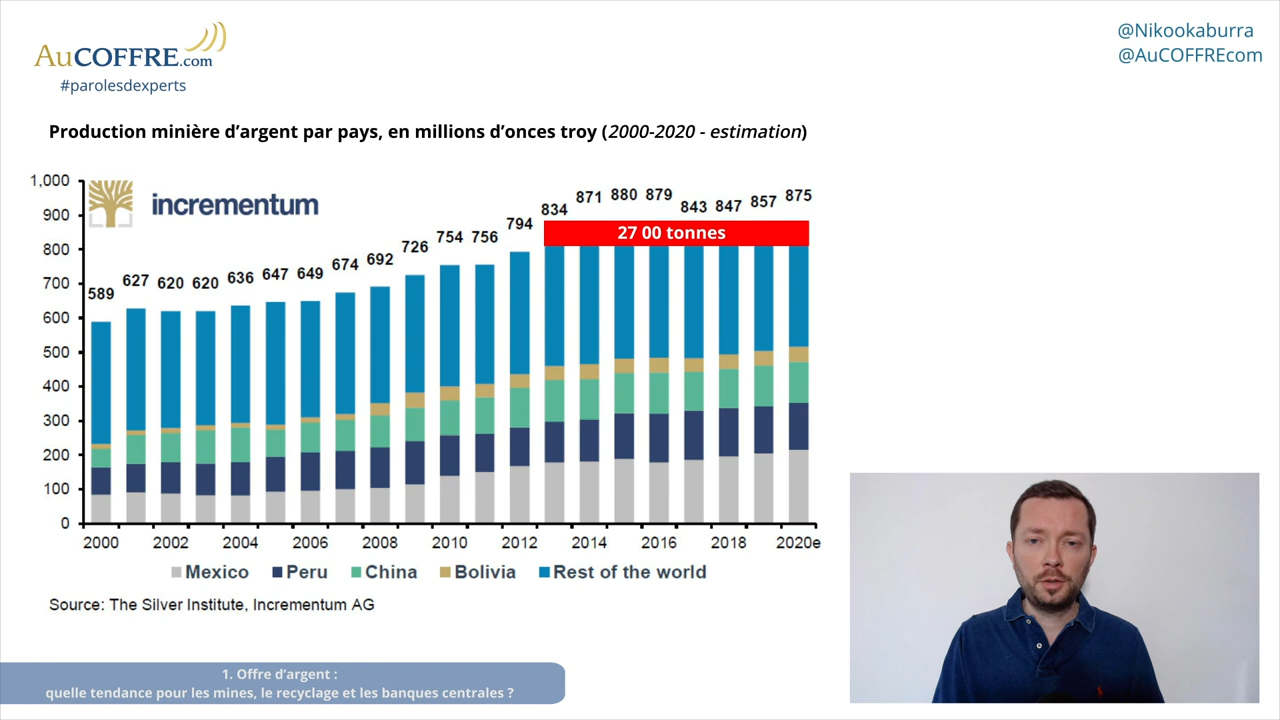 AuCOFFRE.com
#parolesdexperts
@Nikookaburra
@AuCOFFREcom
Production minière d'argent par pays, en millions d'onces troy (2000-2020 - estimation)
incrementum
1,000
900
800
700
600
500
400
300
200
100
0
589
627
620
620
636
647
649
674
692
726
754
756
794
834
871
880
879
843
847
857
875
27 00 tonnes
2000 2002 2004 2006 2008 2010 2012 2014 2016 2018 2020e
Mexico Peru China Bolivia Rest of the world
Source: The Silver Institute, Incrementum AG
1. Offre d'argent :
quelle tendance pour les mines, le recyclage et les banques centrales ?